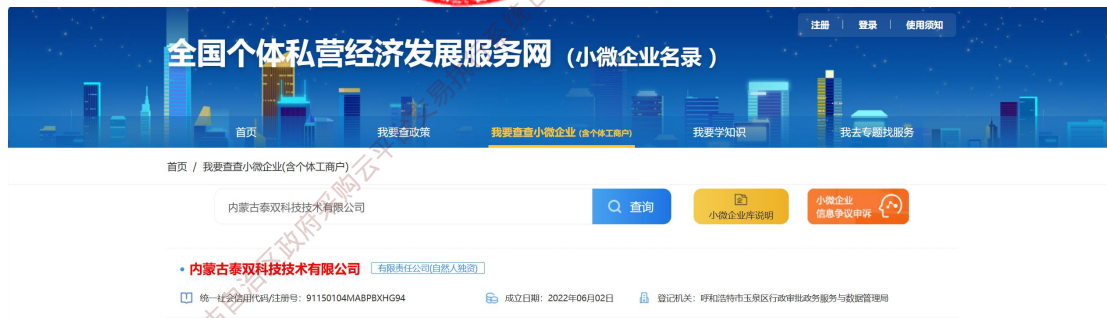 注册 | 登录 | 使用须知
全国个体私营经济发展服务网（小微企业名录 ）
首页 我要查政策 我要查查小微企业 (含个体工商户) 我要学知识 我去专题找服务
首页 / 我要查查小微企业(含个体工商户)
内蒙古泰双科技技术有限公司 查询 小微企业库说明 小微企业
信息争议申诉
内蒙古泰双科技技术有限公司 有限责任公司(自然人独资)
统一社会信用代码/注册号：91150104MABPBXHG94 成立日期：2022年06月02日 登记机关：呼和浩特市玉泉区行政审批政务服务与数据管理局